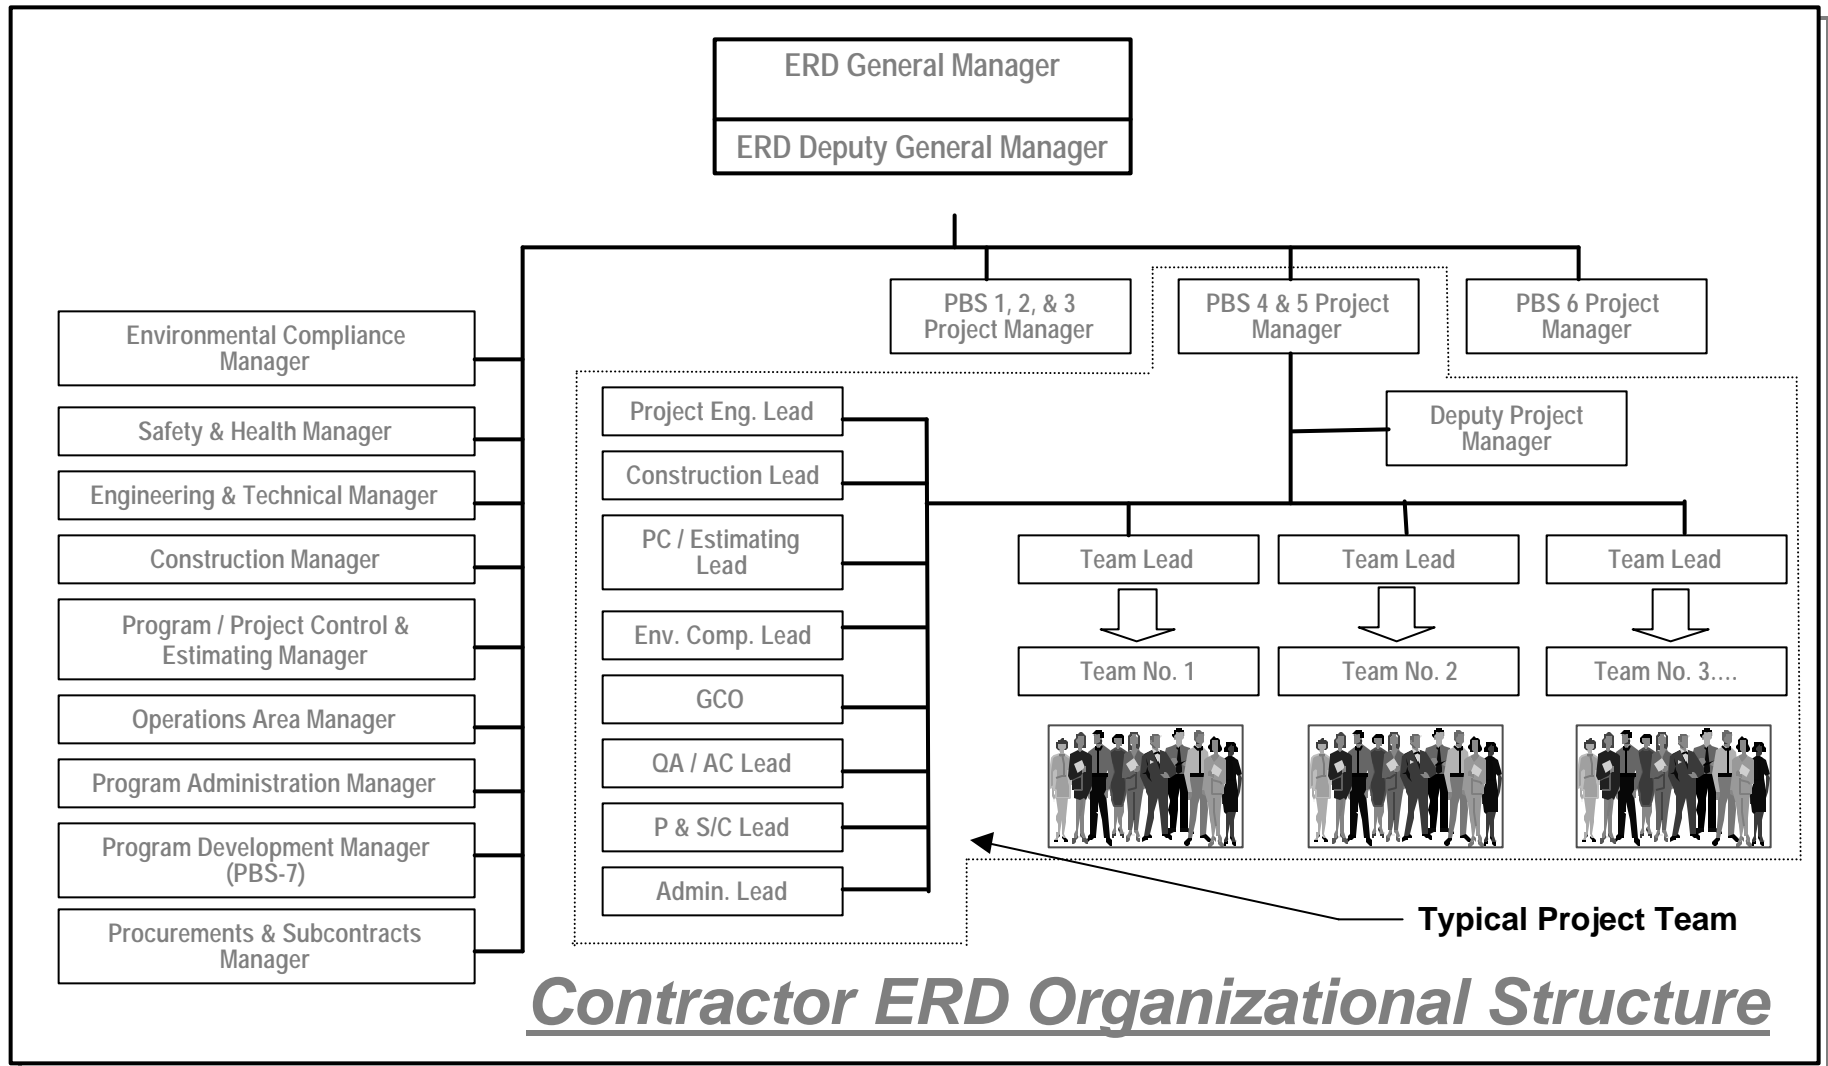 ERD General Manager
ERD Deputy General Manager
PBS 1, 2, & 3
Project Manager
PBS 4 & 5 Project
Manager
PBS 6 Project
Manager
Environmental Compliance
Manager
Safety & Health Manager
Engineering & Technical Manager
Construction Manager
Program / Project Control &
Estimating Manager
Operations Area Manager
Program Administration Manager
Program Development Manager
(PBS-7)
Procurements & Subcontracts
Manager
Project Eng. Lead
Construction Lead
PC / Estimating
Lead
Env. Comp. Lead
GCO
QA / AC Lead
P & S/C Lead
Admin. Lead
Deputy Project
Manager
Team Lead
Team Lead
Team Lead
Team No. 1
Team No. 2
Team No. 3....
Typical Project Team
Contractor ERD Organizational Structure